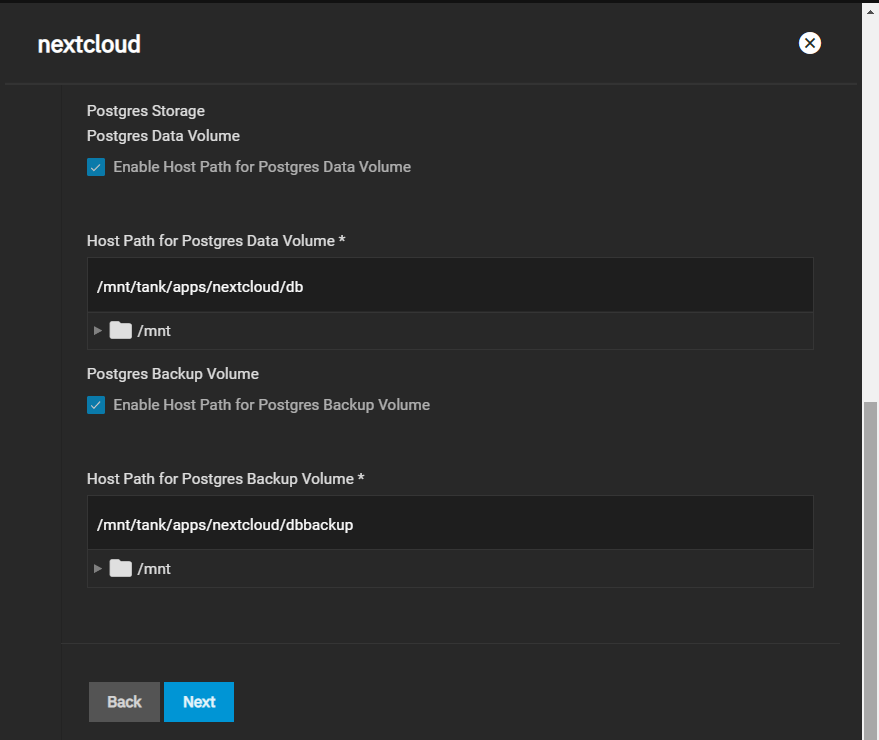 nextcloud
Postgres Storage
Postgres Data Volume
Enable Host Path for Postgres Data Volume
Host Path for Postgres Data Volume *
/mnt/tank/apps/nextcloud/db
/mnt
Postgres Backup Volume
Enable Host Path for Postgres Backup Volume
Host Path for Postgres Backup Volume *
/mnt/tank/apps/nextcloud/dbbackup
/mnt
Back Next